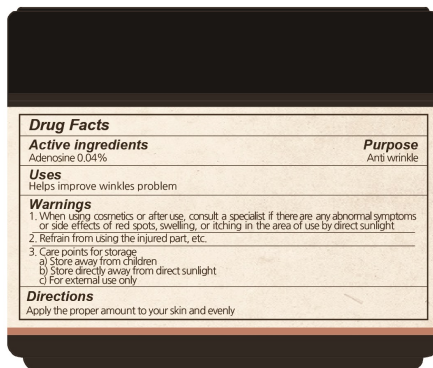 Drug Facts
Active ingredients Purpose
Adenosine 0.04% Anti wrinkle
Uses
Helps improve winkles problem
Warnings
1. When using cosmetics or after use, consult a specialist if there are any abnormal symptoms
or side effects of red spots, swelling, or itching in the area of use by direct sunlight
2. Refrain from using the injured part, etc.
3. Care points for storage
a) Store away from children
b) Store directly away from direct sunlight
c) For external use only
Directions
Apply the proper amount to your skin and evenly